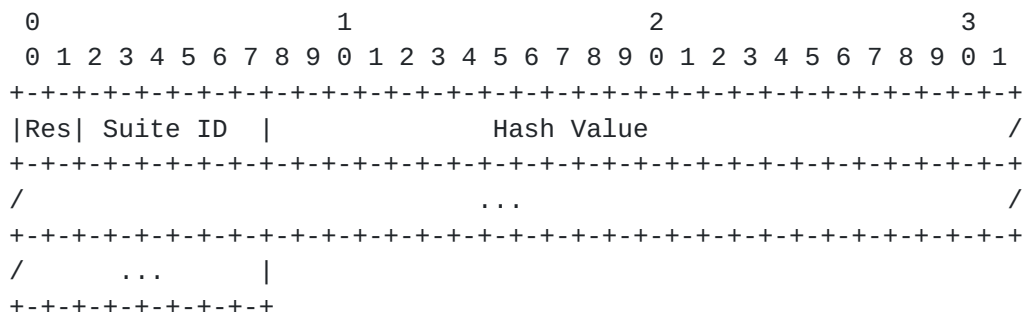 0                   1                   2                   3
 0 1 2 3 4 5 6 7 8 9 0 1 2 3 4 5 6 7 8 9 0 1 2 3 4 5 6 7 8 9 0 1
+-+-+-+-+-+-+-+-+-+-+-+-+-+-+-+-+-+-+-+-+-+-+-+-+-+-+-+-+-+-+-+-+
|Res| Suite ID  |              Hash Value                       /
+-+-+-+-+-+-+-+-+-+-+-+-+-+-+-+-+-+-+-+-+-+-+-+-+-+-+-+-+-+-+-+-+
/                             ...                               /
+-+-+-+-+-+-+-+-+-+-+-+-+-+-+-+-+-+-+-+-+-+-+-+-+-+-+-+-+-+-+-+-+
/      ...      |
+-+-+-+-+-+-+-+-+